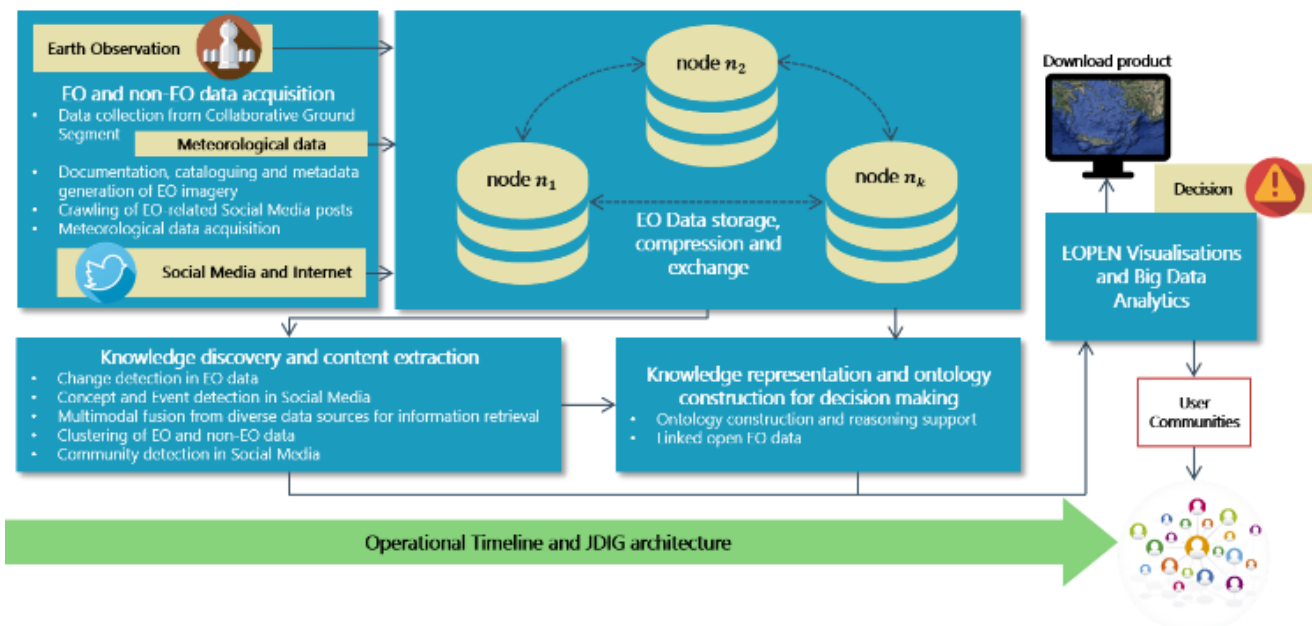 Earth Observation
EO and non-EO data acquisition
• Data collection from Collaborative Ground
Segment
Meteorological data
• Documentation, cataloguing and metadata
generation of EO imagery
• Crawling of EO-related Social Media posts
• Meteorological data acquisition
Social Media and Internet
node n₂
node n₁
node nₖ
EO Data storage,
compression and
exchange
Download product
Decision
EOPEN Visualisations
and Big Data
Analytics
Knowledge discovery and content extraction
• Change detection in EO data
• Concept and Event detection in Social Media
• Multimodal fusion from diverse data sources for information retrieval
• Clustering of EO and non-EO data
• Community detection in Social Media
Knowledge representation and ontology
construction for decision making
• Ontology construction and reasoning support
• Linked open EO data
User
Communities
Operational Timeline and JDIG architecture